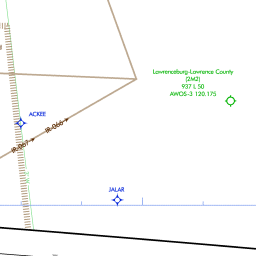 Lawrenceburg-Lawrence County
(2M2)
937 L 50
AWOS-3 120.175
ACKEE
IR-066
IR-067
JALAR